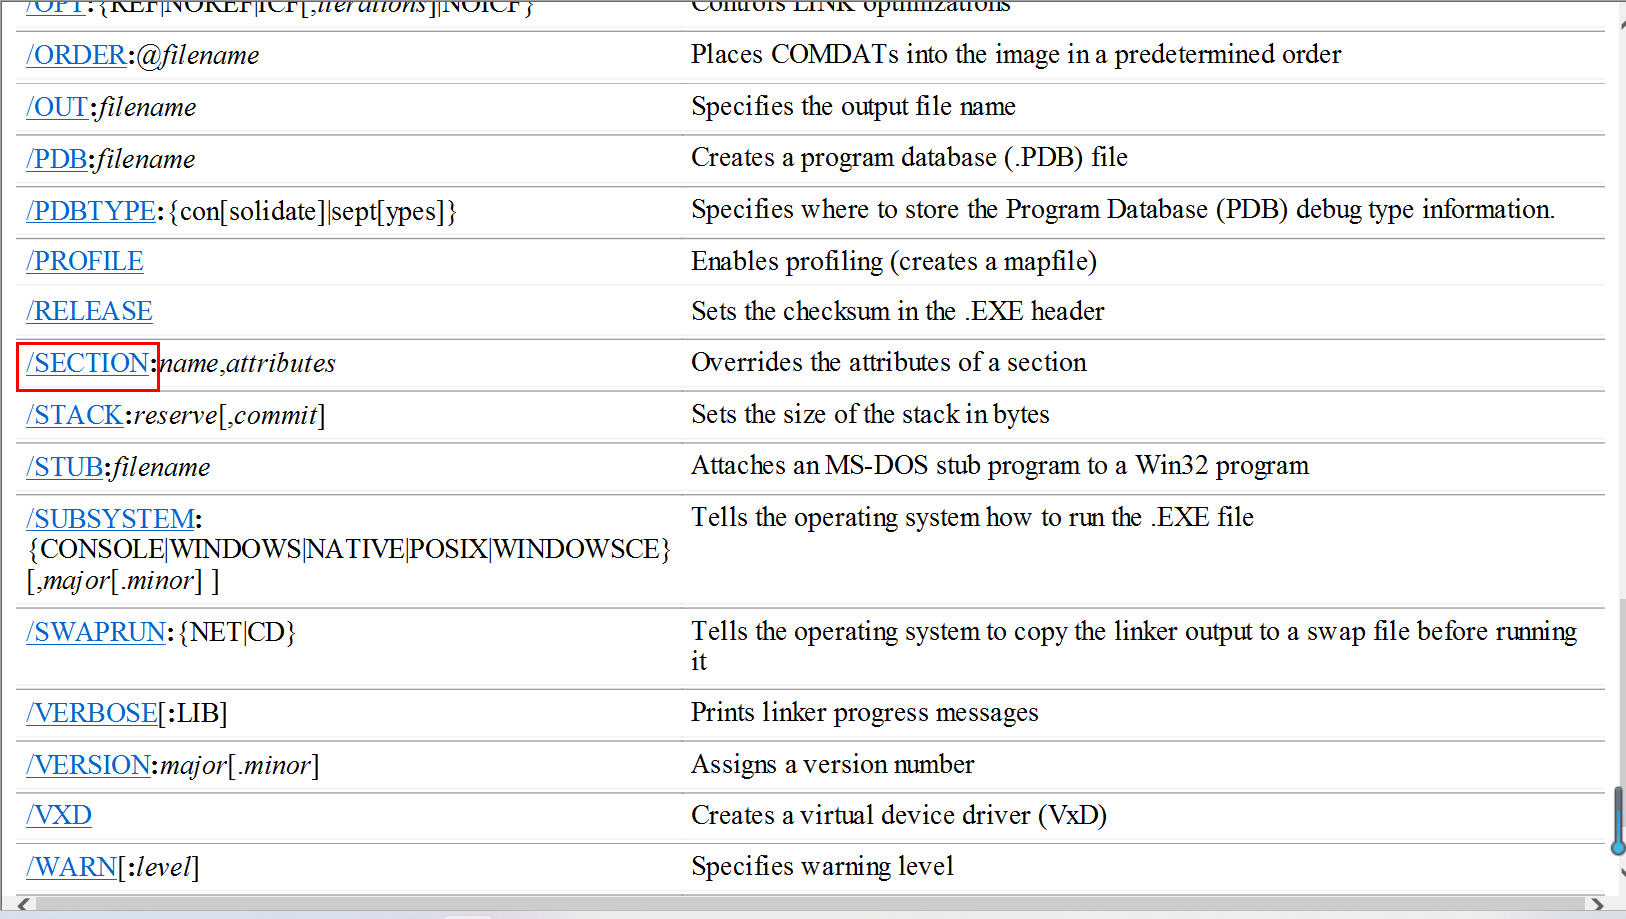 /OPT:{REF|NOREF|ICF[,iterations]|NOICF} Controls LINK optimizations
/ORDER:@filename Places COMDATs into the image in a predetermined order
/OUT:filename Specifies the output file name
/PDB:filename Creates a program database (.PDB) file
/PDBTYPE:{con[solidate]|sept[ypes]} Specifies where to store the Program Database (PDB) debug type information.
/PROFILE Enables profiling (creates a mapfile)
/RELEASE Sets the checksum in the .EXE header
/SECTION:name,attributes Overrides the attributes of a section
/STACK:reserve[,commit] Sets the size of the stack in bytes
/STUB:filename Attaches an MS-DOS stub program to a Win32 program
/SUBSYSTEM: Tells the operating system how to run the .EXE file
{CONSOLE|WINDOWS|NATIVE|POSIX|WINDOWSCE}
[,major[.minor] ]
/SWAPRUN:{NET|CD} Tells the operating system to copy the linker output to a swap file before running
it
/VERBOSE[:LIB] Prints linker progress messages
/VERSION:major[.minor] Assigns a version number
/VXD Creates a virtual device driver (VxD)
/WARN[:level] Specifies warning level